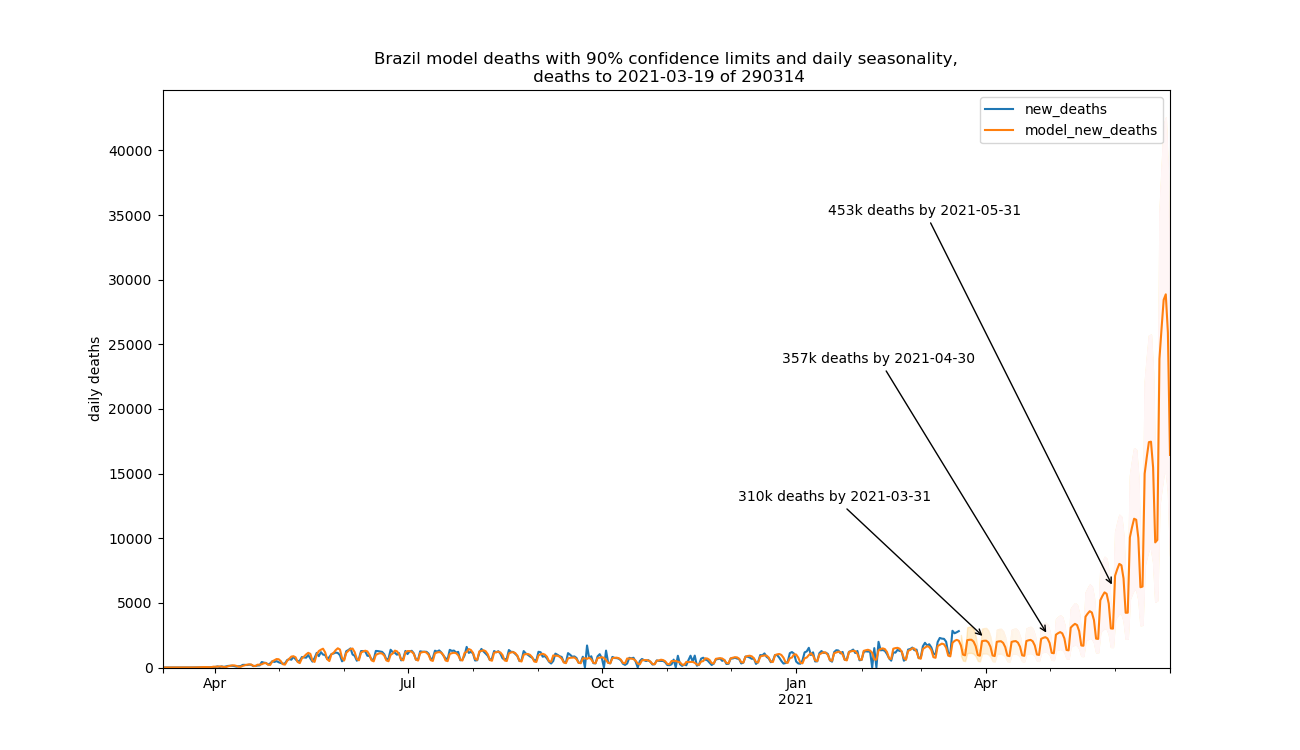 Brazil model deaths with 90% confidence limits and daily seasonality,
deaths to 2021-03-19 of 290314
new_deaths
model_new_deaths
40000
35000
30000
25000
20000
15000
10000
5000
0
daily deaths
453k deaths by 2021-05-31
357k deaths by 2021-04-30
310k deaths by 2021-03-31
Apr
Jul
Oct
Jan
2021
Apr